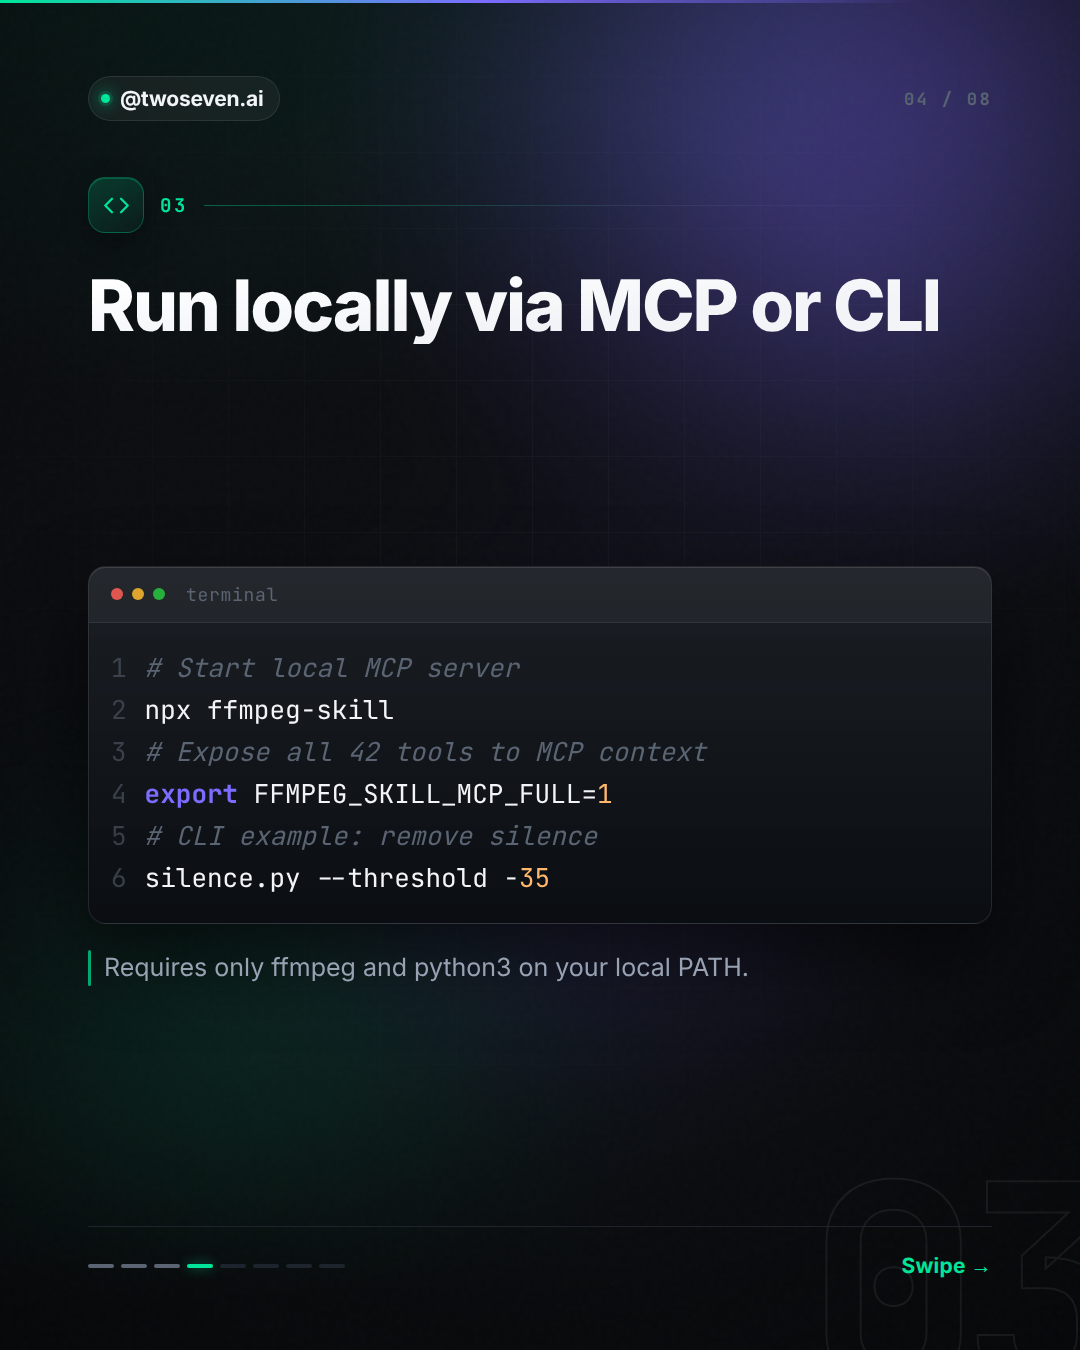 @twoseven.ai
04 / 08
03
Run locally via MCP or CLI
terminal
1 # Start local MCP server
2 npx ffmpeg-skill
3 # Expose all 42 tools to MCP context
4 export FFMPEG_SKILL_MCP_FULL=1
5 # CLI example: remove silence
6 silence.py --threshold -35
Requires only ffmpeg and python3 on your local PATH.
03
Swipe →